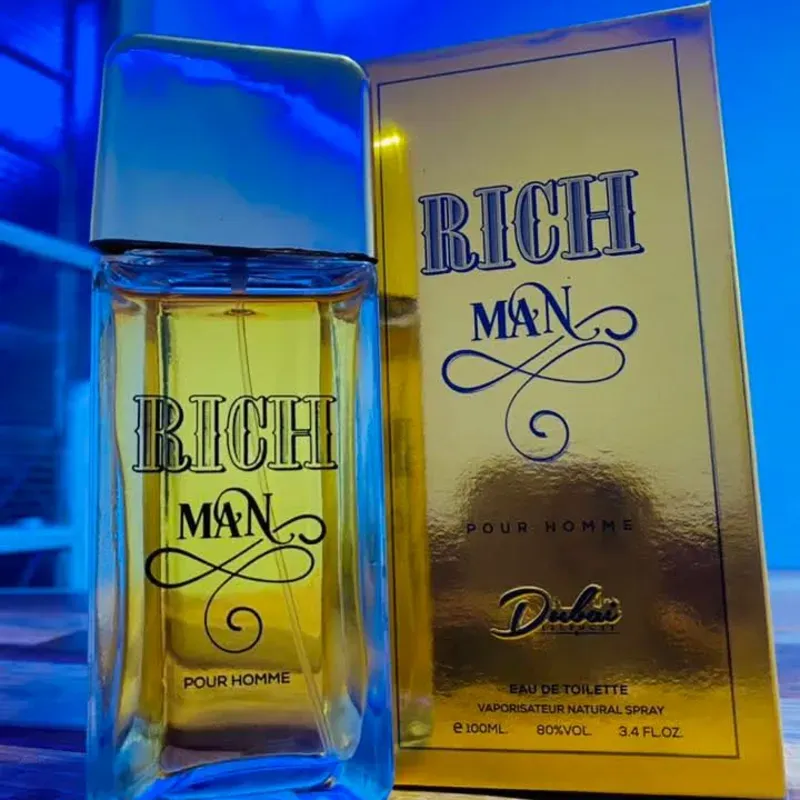 RICH
MAN
POUR HOMME
RICH
MAN
POUR HOMME
Dubai
EAU DE TOILETTE
VAPORISATEUR NATURAL SPRAY
e 100ML. 80%VOL. 3.4 FL.OZ.